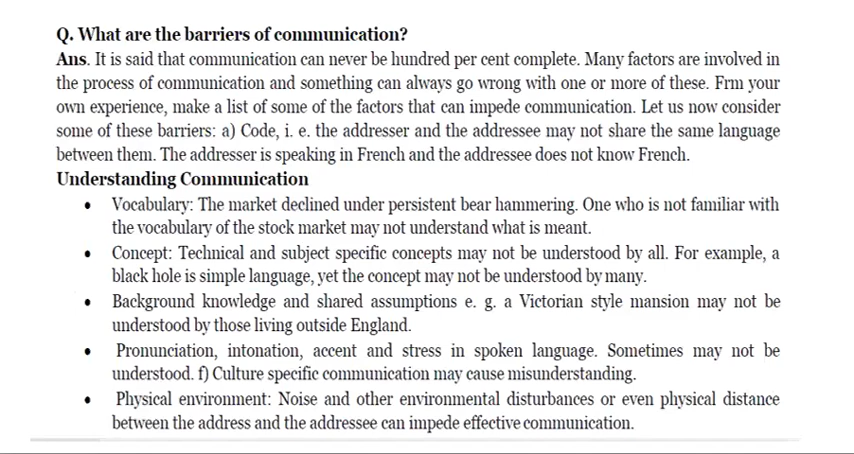 Q. What are the barriers of communication?
Ans. It is said that communication can never be hundred per cent complete. Many factors are involved in
the process of communication and something can always go wrong with one or more of these. Frm your
own experience, make a list of some of the factors that can impede communication. Let us now consider
some of these barriers: a) Code, i. e. the addresser and the addressee may not share the same language
between them. The addresser is speaking in French and the addressee does not know French.
Understanding Communication
• Vocabulary: The market declined under persistent bear hammering. One who is not familiar with
the vocabulary of the stock market may not understand what is meant.
• Concept: Technical and subject specific concepts may not be understood by all. For example, a
black hole is simple language, yet the concept may not be understood by many.
• Background knowledge and shared assumptions e. g. a Victorian style mansion may not be
understood by those living outside England.
• Pronunciation, intonation, accent and stress in spoken language. Sometimes may not be
understood. f) Culture specific communication may cause misunderstanding.
• Physical environment: Noise and other environmental disturbances or even physical distance
between the address and the addressee can impede effective communication.